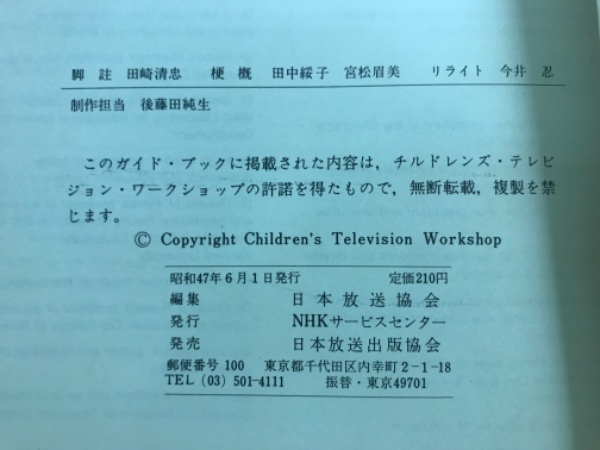 脚註 田崎清忠 梗概 田中綏子 宮松眉美 リライト 今井忍
制作担当 後藤田純生
このガイド・ブックに掲載された内容は，チルドレンズ・テレビ
ジョン・ワークショップの許諾を得たもので，無断転載，複製を禁
じます。
© Copyright Children's Television Workshop
昭和47年6月1日発行 定価210円
編集 日本放送協会
発行 NHKサービスセンター
発売 日本放送出版協会
郵便番号 100 東京都千代田区内幸町2-1-18
TEL (03) 501-4111 振替・東京49701